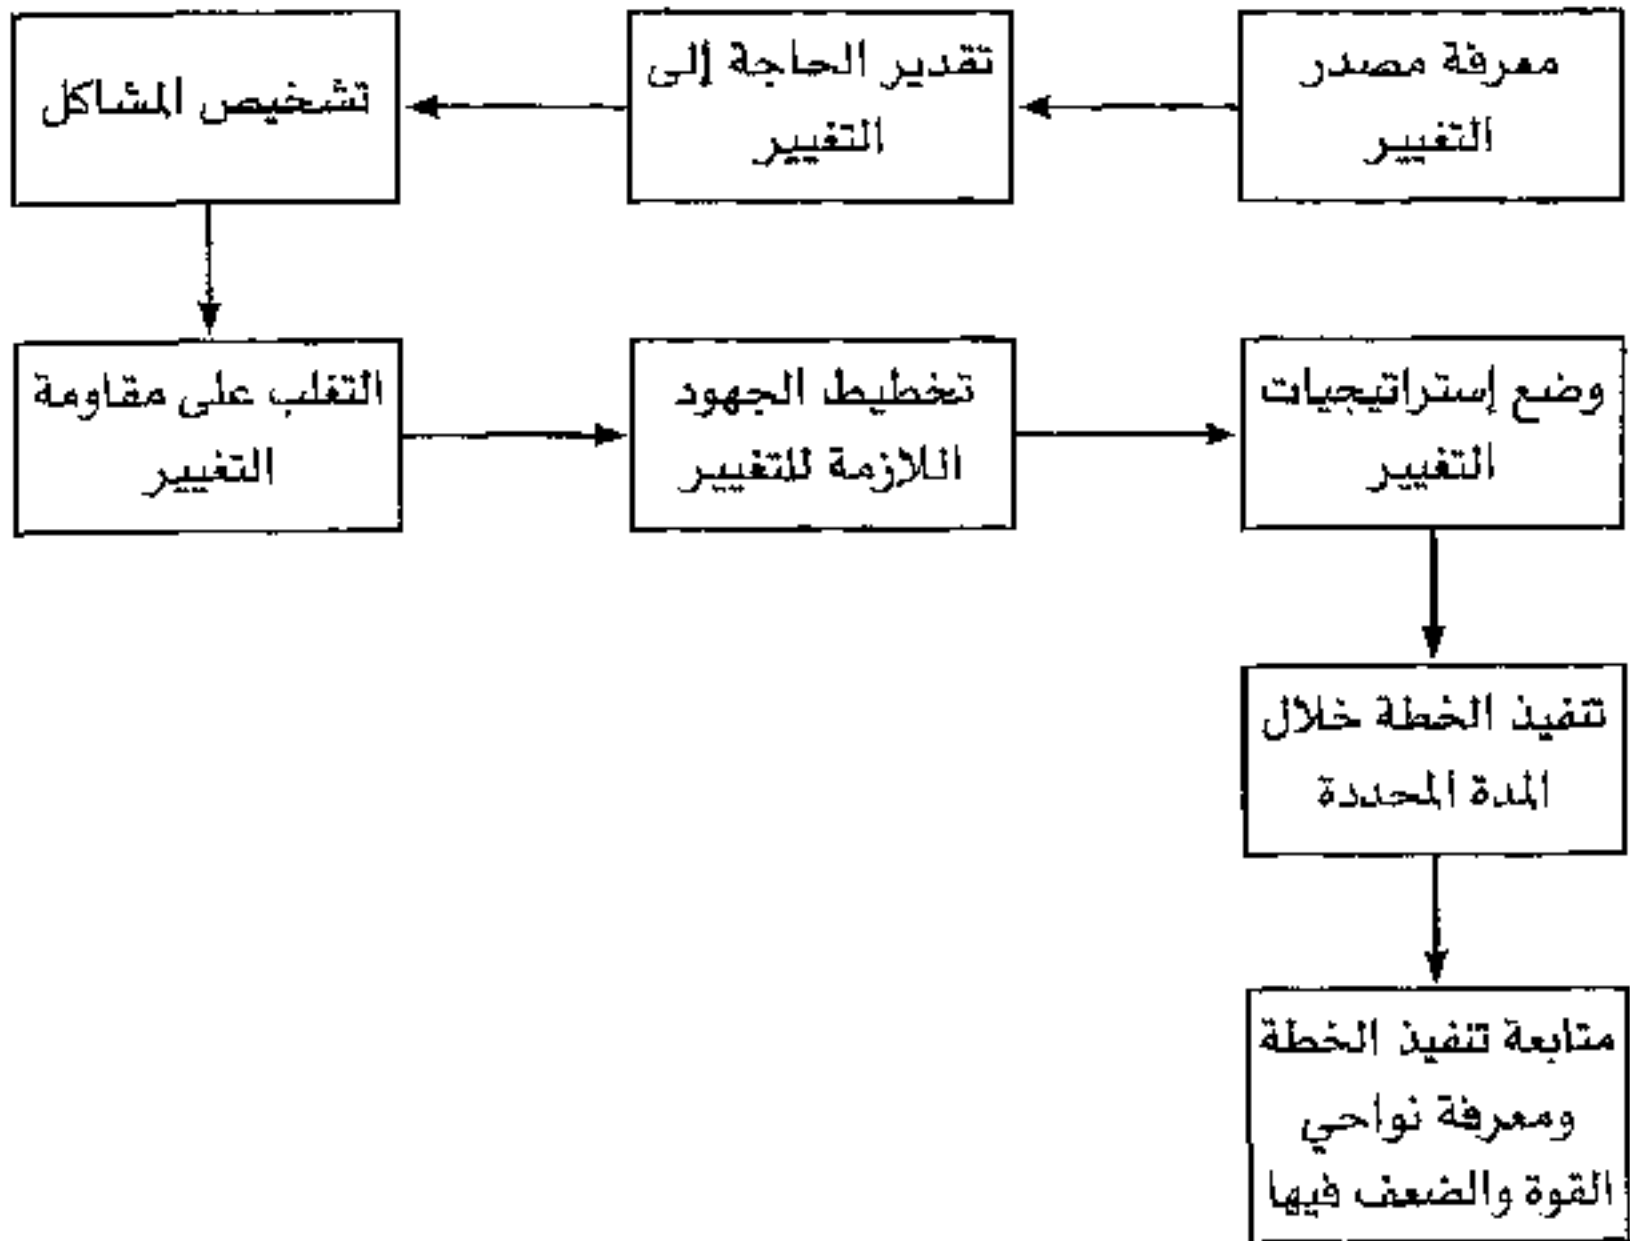 معرفة مصدر
التغيير
تقدير الحاجة إلى
التغيير
تشخيص المشاكل
التغلب على مقاومة
التغيير
تخطيط الجهود
اللازمة للتغيير
وضع إستراتيجيات
التغيير
تنفيذ الخطة خلال
المدة المحددة
متابعة تنفيذ الخطة
ومعرفة نواحي
القوة والضعف فيها